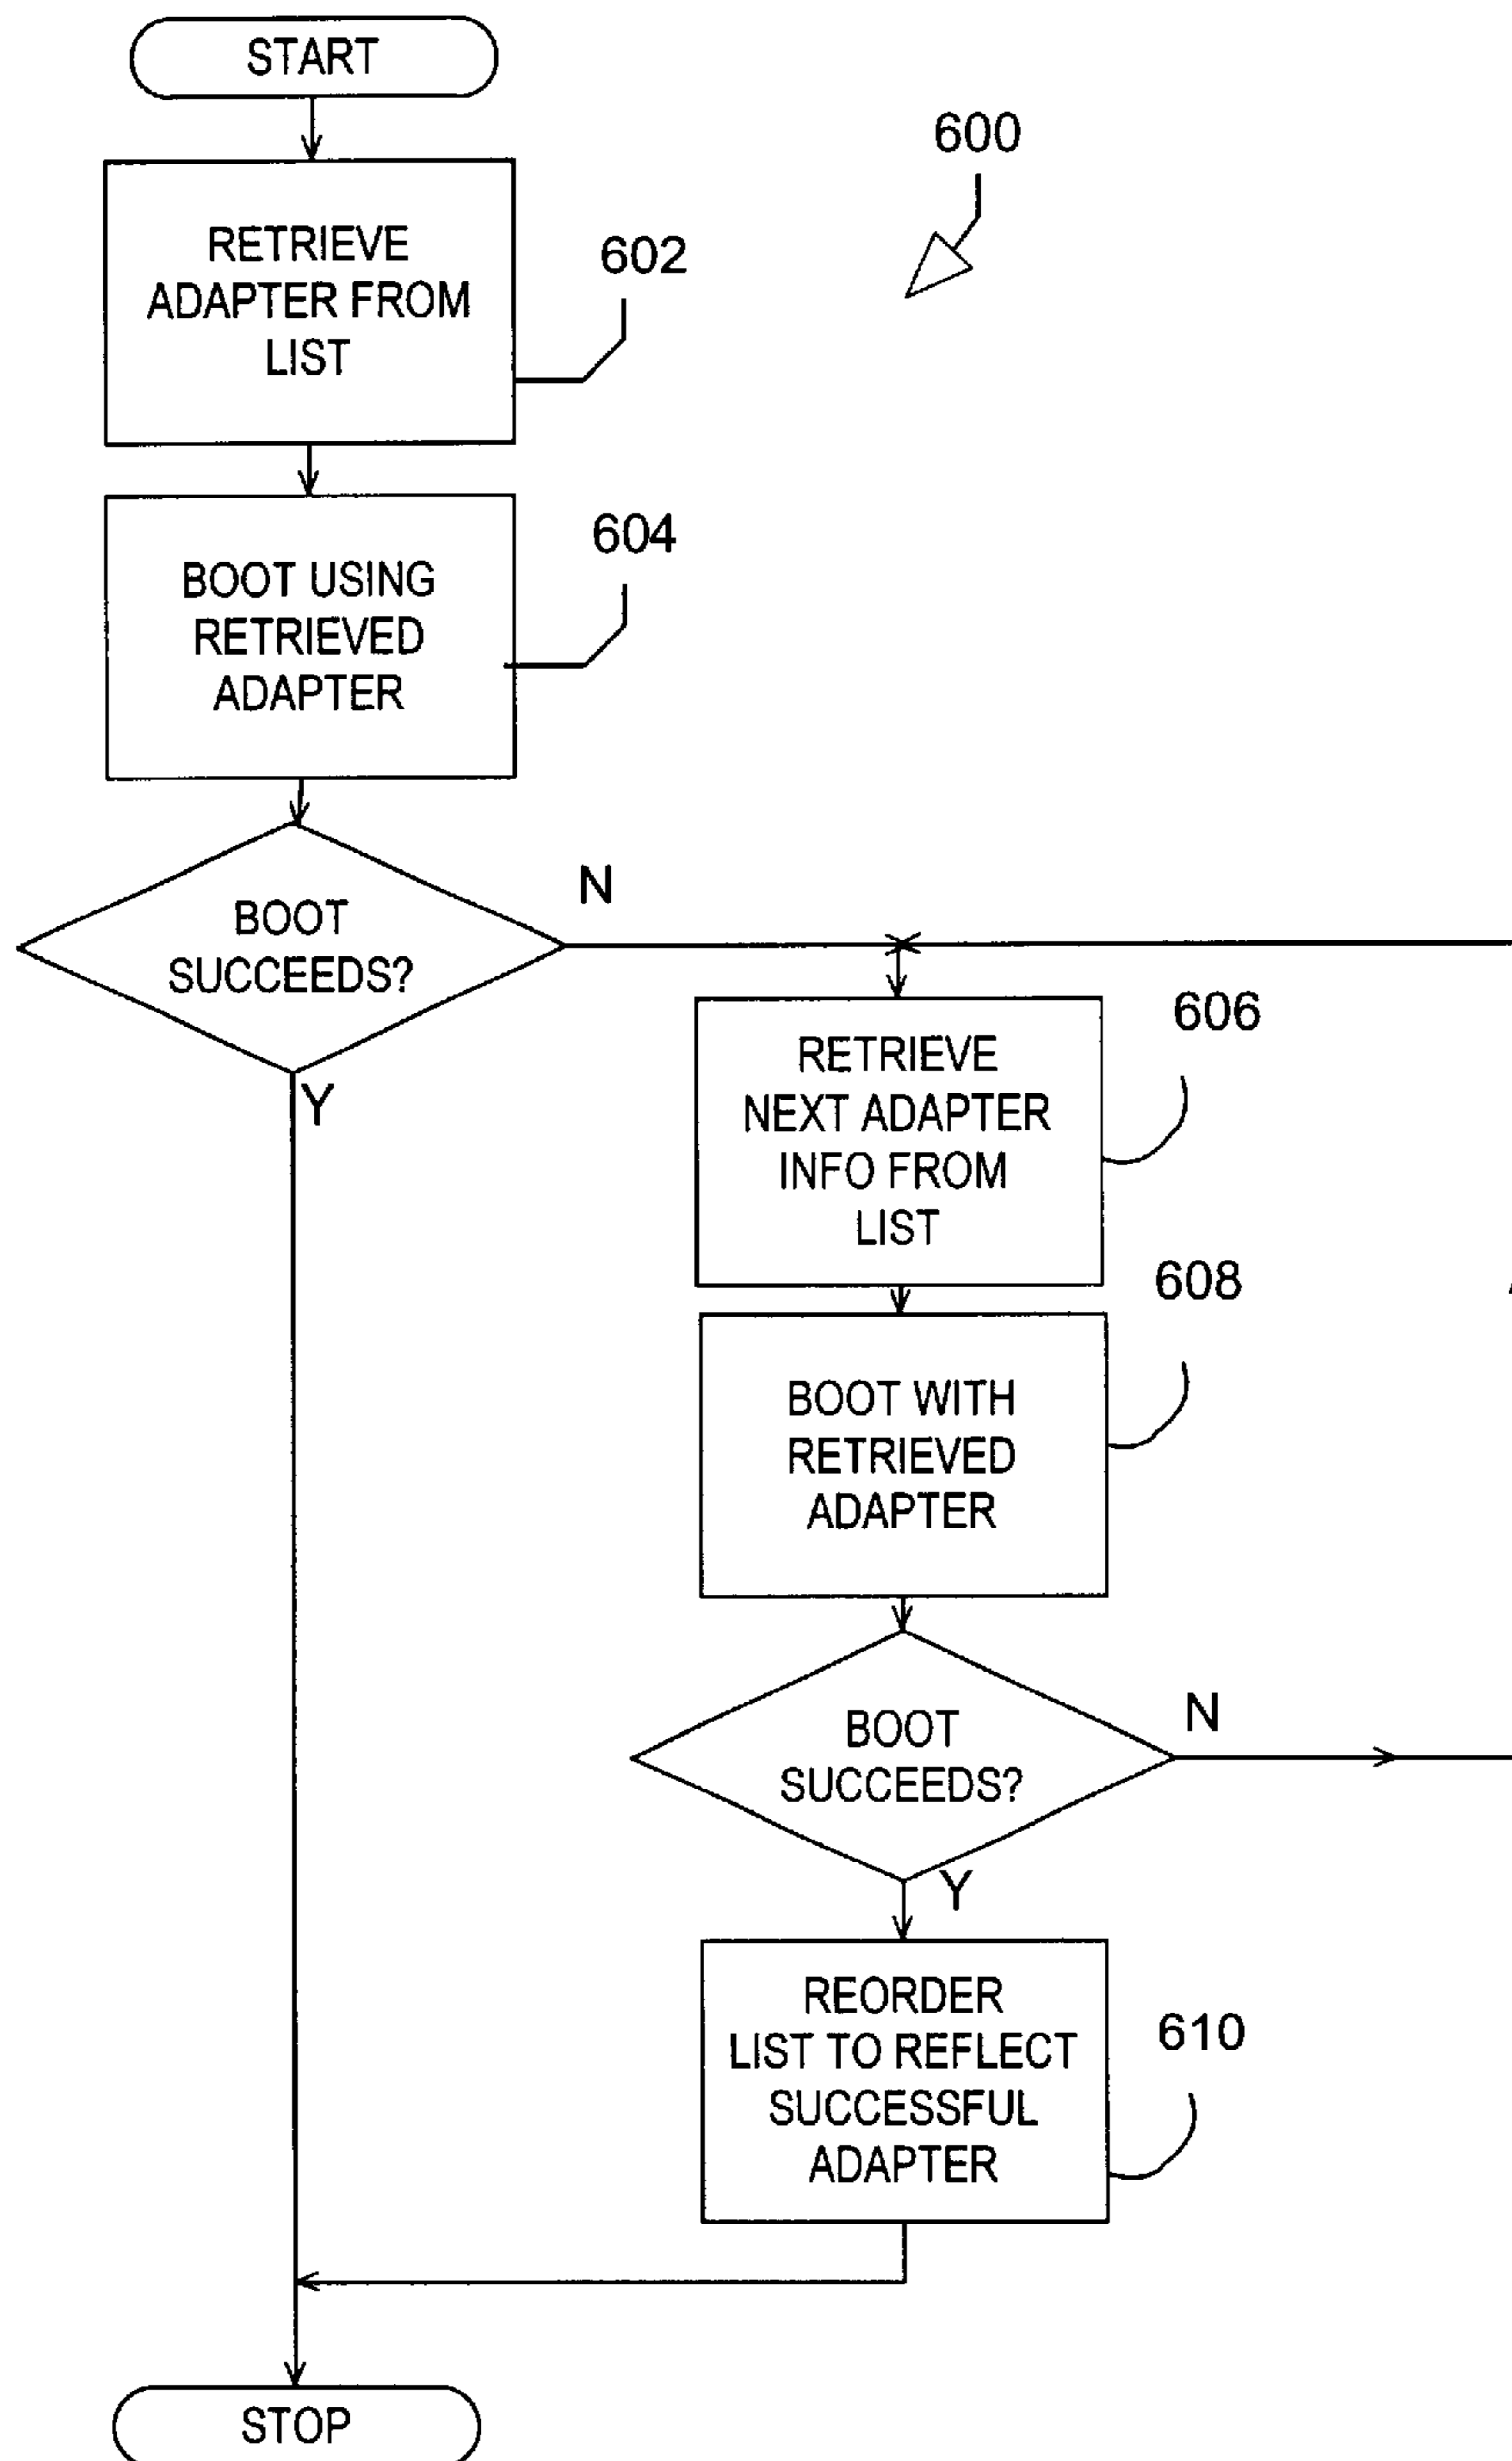 START
600
RETRIEVE
ADAPTER FROM
LIST
602
BOOT USING
RETRIEVED
ADAPTER
604
BOOT
SUCCEEDS?
N
Y
RETRIEVE
NEXT ADAPTER
INFO FROM
LIST
606
BOOT WITH
RETRIEVED
ADAPTER
608
BOOT
SUCCEEDS?
N
Y
REORDER
LIST TO REFLECT
SUCCESSFUL
ADAPTER
610
STOP